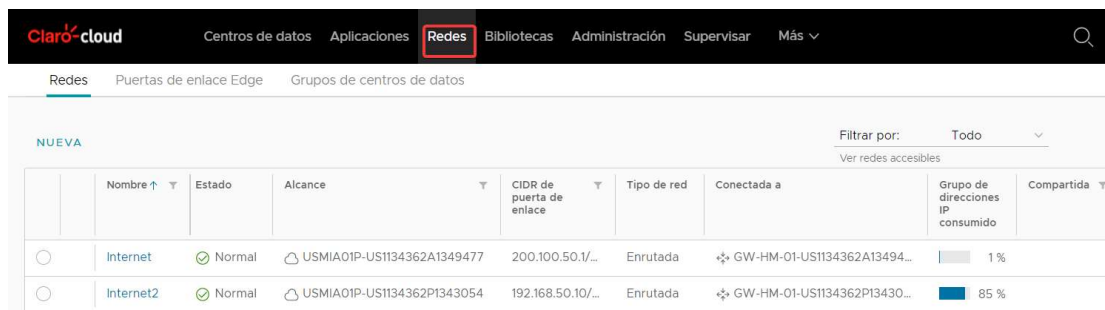 Claro-cloud Centros de datos Aplicaciones Redes Bibliotecas Administración Supervisar Más
Redes Puertas de enlace Edge Grupos de centros de datos
NUEVA
Filtrar por: Todo
Ver redes accesibles
Nombre Estado Alcance CIDR de puerta de enlace Tipo de red Conectada a Grupo de direcciones IP consumido Compartida
Internet Normal USMIA01P-US1134362A1349477 200.100.50.1/... Enrutada GW-HM-01-US1134362A13494... 1 %
Internet2 Normal USMIA01P-US1134362P1343054 192.168.50.10/... Enrutada GW-HM-01-US1134362P13430... 85 %